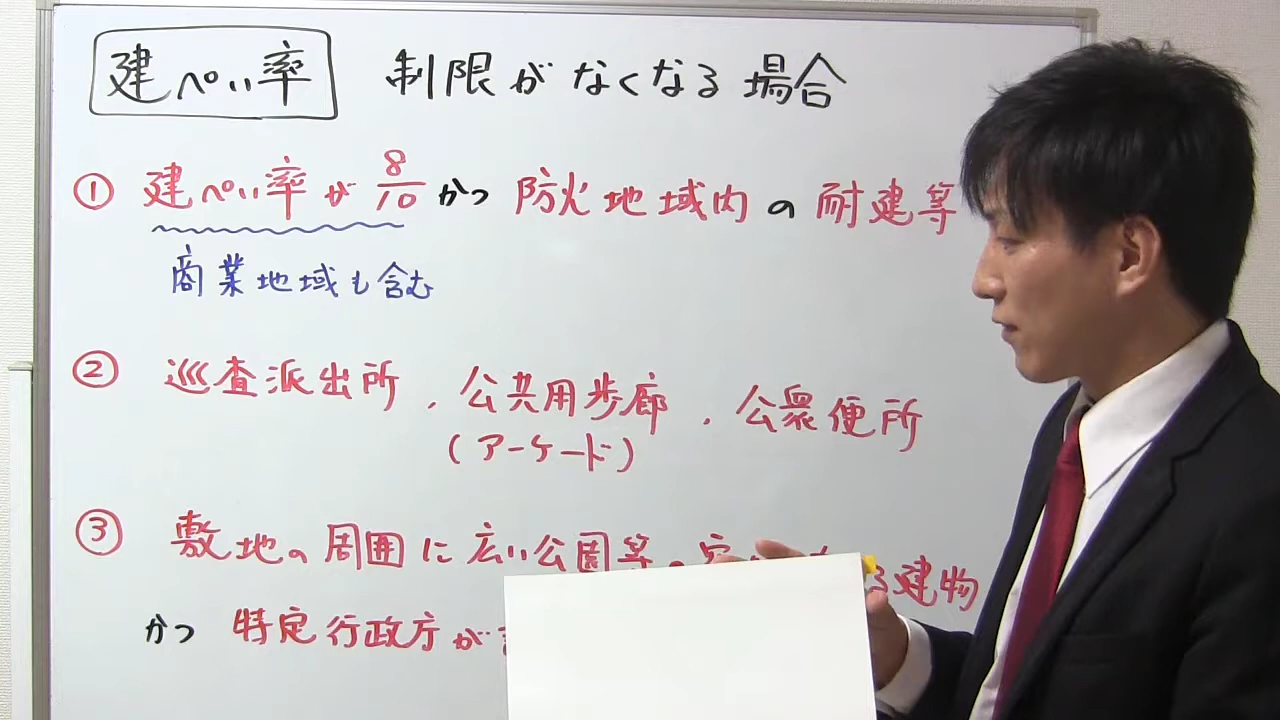 建ぺい率 制限がなくなる場合
① 建ぺい率が 8/10 かつ 防火地域内の耐建等
商業地域も含む
② 巡査派出所, 公共用歩廊, 公衆便所
(アーケード)
③ 敷地の周囲に広い公園等の る建物
かつ 特定行政庁が